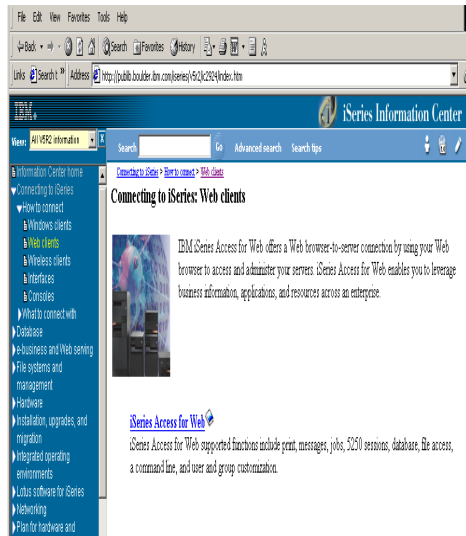 File Edit View Favorites Tools Help
Back Search Favorites History
Links Search t » Address http://publib.boulder.ibm.com/iseries/v5r2/ic2924/index.htm
IBM iSeries Information Center
View: All V5R2 information X Search Go Advanced search Search tips
Information Center home
Connecting to iSeries
How to connect
Windows clients
Web clients
Wireless clients
Interfaces
Consoles
What to connect with
Database
e-business and Web serving
File systems and
management
Hardware
Installation, upgrades, and
migration
Integrated operating
environments
Lotus software for iSeries
Networking
Plan for hardware and
Connecting to iSeries > How to connect > Web clients
Connecting to iSeries: Web clients
IBM iSeries Access for Web offers a Web browser-to-server connection by using your Web
browser to access and administer your servers. iSeries Access for Web enables you to leverage
business information, applications, and resources across an enterprise.
iSeries Access for Web
iSeries Access for Web supported functions include print, messages, jobs, 5250 sessions, database, file access,
a command line, and user and group customization.